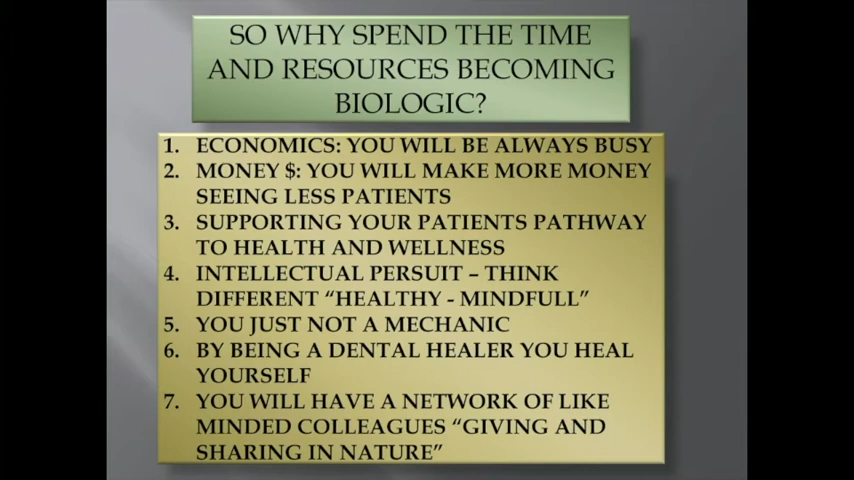 SO WHY SPEND THE TIME
AND RESOURCES BECOMING
BIOLOGIC?
1. ECONOMICS: YOU WILL BE ALWAYS BUSY
2. MONEY $: YOU WILL MAKE MORE MONEY
SEEING LESS PATIENTS
3. SUPPORTING YOUR PATIENTS PATHWAY
TO HEALTH AND WELLNESS
4. INTELLECTUAL PERSUIT – THINK
DIFFERENT “HEALTHY - MINDFULL”
5. YOU JUST NOT A MECHANIC
6. BY BEING A DENTAL HEALER YOU HEAL
YOURSELF
7. YOU WILL HAVE A NETWORK OF LIKE
MINDED COLLEAGUES “GIVING AND
SHARING IN NATURE”